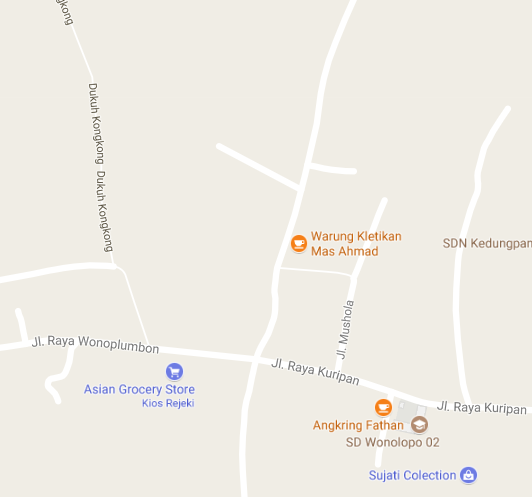 gkong
Dukuh Kongkong
Dukuh Kongkong
Warung Kletikan
Mas Ahmad
SDN Kedungpan
Jl. Mushola
Jl. Raya Wonoplumbon
Jl. Raya Kuripan
Asian Grocery Store
Kios Rejeki
Jl. Raya Kuripan
Angkring Fathan
SD Wonolopo 02
Sujati Colection